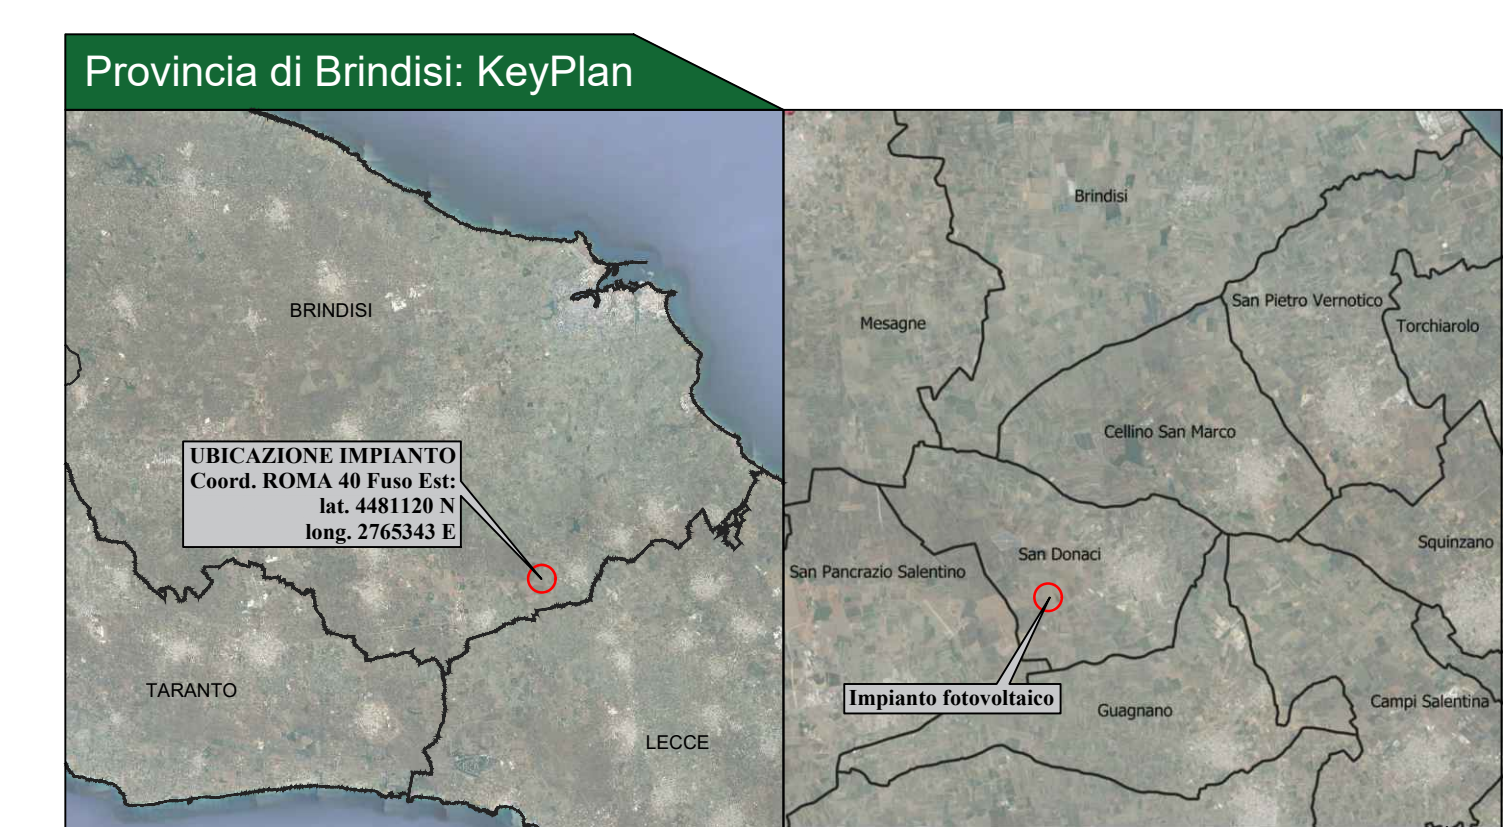 Provincia di Brindisi: KeyPlan
BRINDISI
UBICAZIONE IMPIANTO
Coord. ROMA 40 Fuso Est:
lat. 4481120 N
long. 2765343 E
TARANTO
LECCE
Brindisi
San Pietro Vernotico
Mesagne
Torchiarolo
Cellino San Marco
Squinzano
San Donaci
San Pancrazio Salentino
Impianto fotovoltaico
Guagnano
Campi Salentina